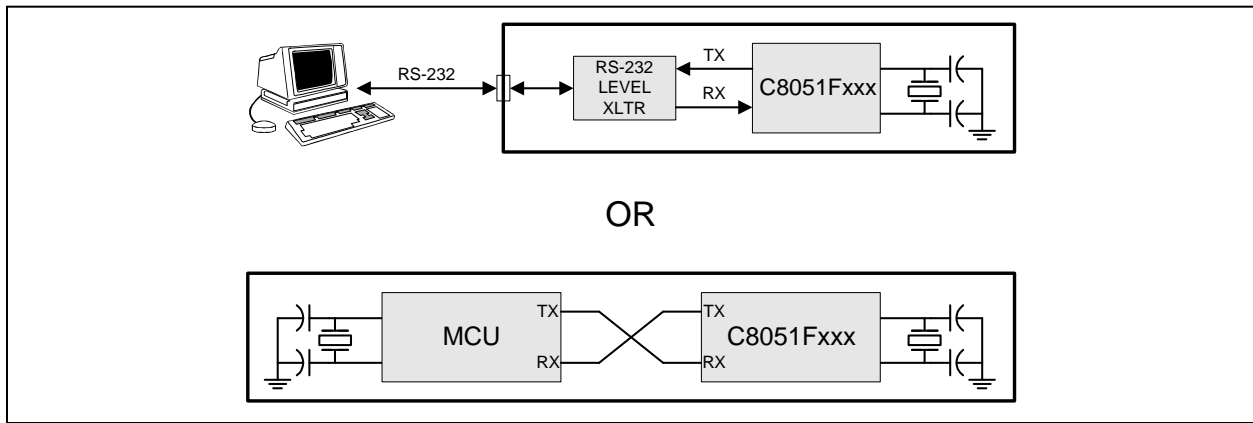 RS-232
RS-232
LEVEL
XLTR
TX
RX
C8051Fxxx
OR
MCU
TX
RX
TX
RX
C8051Fxxx